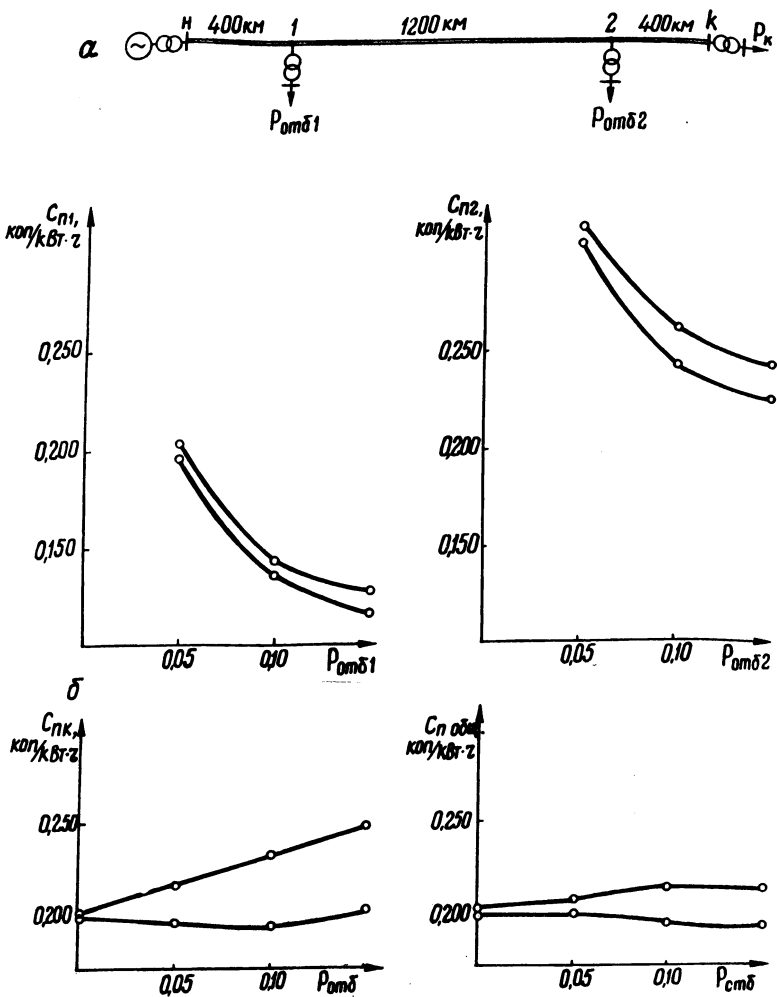 а
н 400км 1 1200 км 2 400км k Pк
Pотб1 Pотб2
Cп1,
коп/кВт·ч
0,250
0,200
0,150
0,05 0,10 Pотб1
Cп2,
коп/кВт·ч
0,250
0,200
0,150
0,05 0,10 Pотб2
б
Cпк,
коп/кВт·ч
0,250
0,200
0,05 0,10 Pотб
Cп общ
коп/кВт·ч
0,250
0,200
0,05 0,10 Pстб